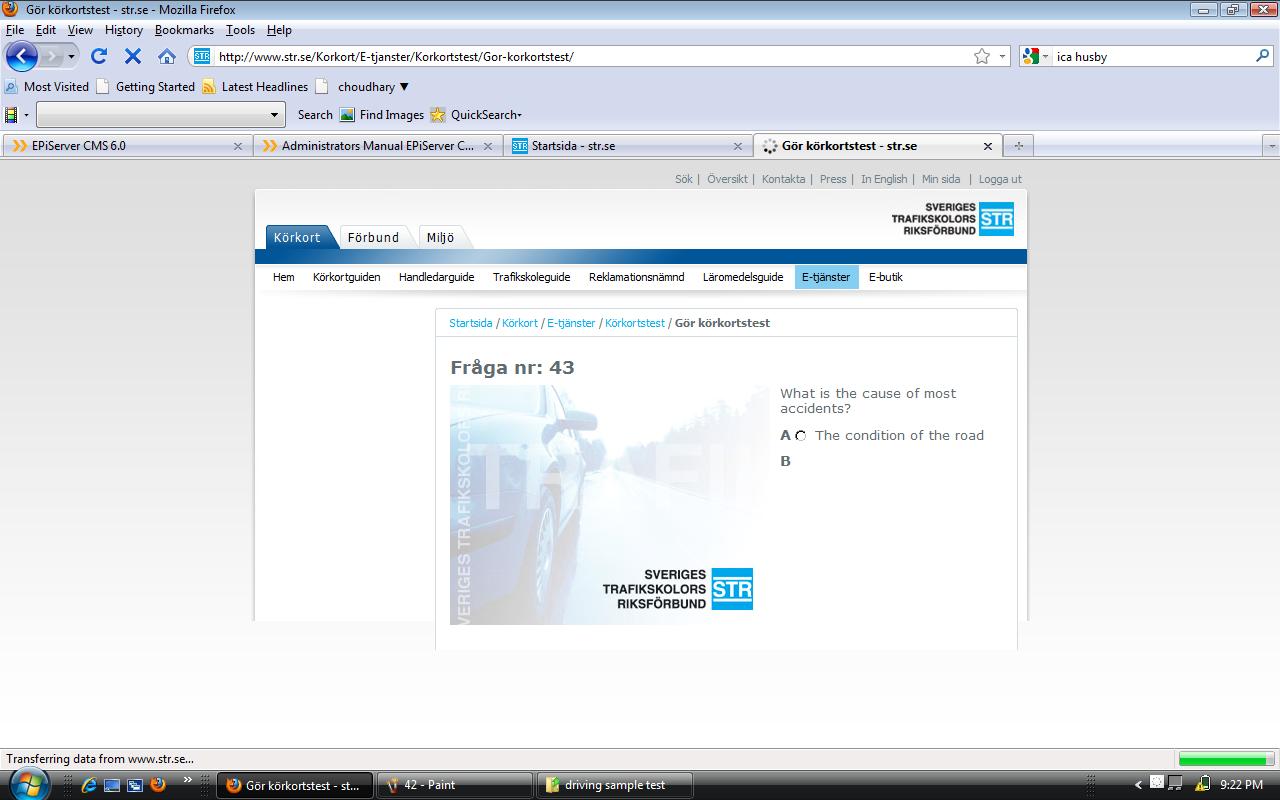 Gör körkortstest - str.se - Mozilla Firefox
File Edit View History Bookmarks Tools Help
STR http://www.str.se/Korkort/E-tjanster/Korkortstest/Gor-korkortstest/ ica husby
Most Visited Getting Started Latest Headlines choudhary ▼
Search Find Images QuickSearch
EPiServer CMS 6.0 Administrators Manual EPiServer C... STR Startsida - str.se Gör körkortstest - str.se
Sök | Översikt | Kontakta | Press | In English | Min sida | Logga ut
SVERIGES
TRAFIKSKOLORS
RIKSFÖRBUND
STR
Körkort Förbund Miljö
Hem Körkortguiden Handledarguide Trafikskoleguide Reklamationsnämnd Läromedelsguide E-tjänster E-butik
Startsida / Körkort / E-tjänster / Körkortstest / Gör körkortstest
Fråga nr: 43
VERIGES TRAFIKSKOLORS RI
TRAFI
SVERIGES
TRAFIKSKOLORS
RIKSFÖRBUND
STR
What is the cause of most
accidents?
A The condition of the road
B
Transferring data from www.str.se...
Gör körkortstest - st... 42 - Paint driving sample test 9:22 PM